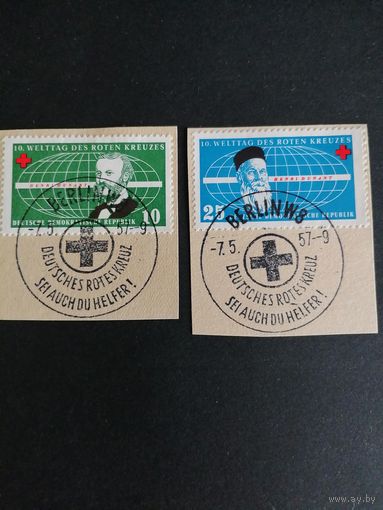 10. WELTTAG DES ROTEN KREUZES
HENRI DUNANT
DEUTSCHE DEMOKRATISCHE REPUBLIK 10
BERLIN W8
-7.5. 57-9
DEUTSCHES ROTES KREUZ
SEI AUCH DU HELFER!
10. WELTTAG DES ROTEN KREUZES
HENRI DUNANT
25 REPUBLIK
BERLIN W8
-7.5. 57-9
DEUTSCHES ROTES KREUZ
SEI AUCH DU HELFER!
ay.by